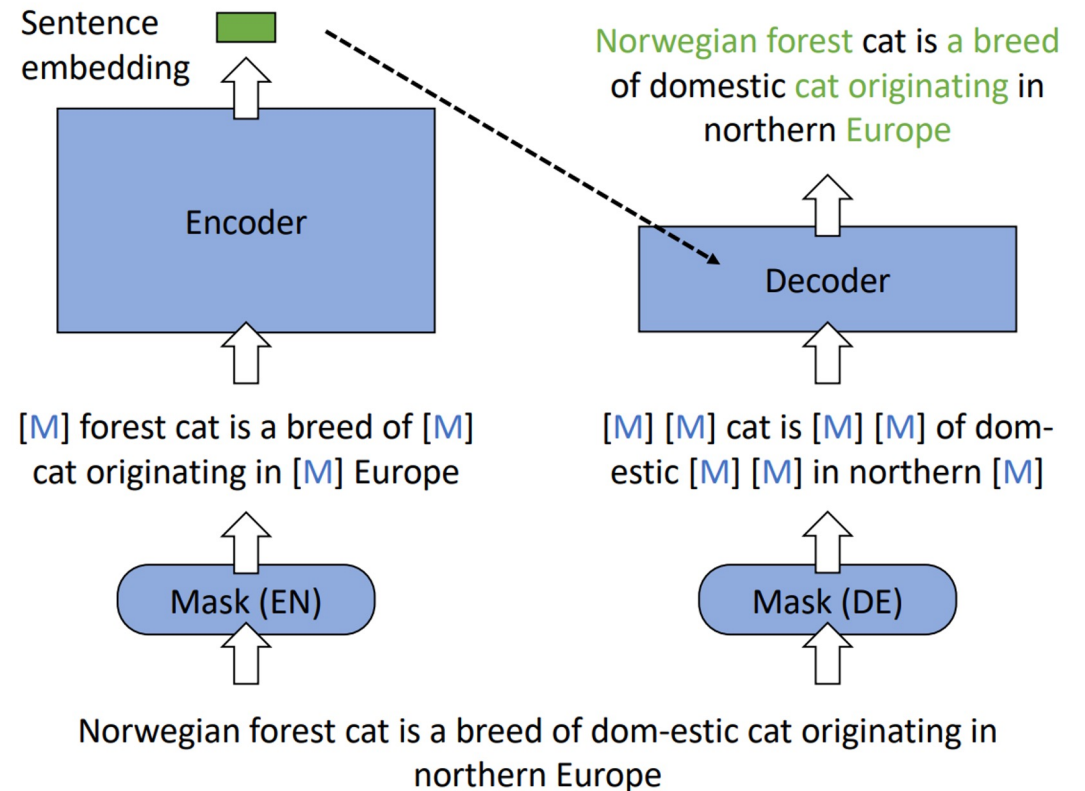 Sentence
embedding
Norwegian forest cat is a breed
of domestic cat originating in
northern Europe
Encoder
Decoder
[M] forest cat is a breed of [M]
cat originating in [M] Europe
[M] [M] cat is [M] [M] of dom-
estic [M] [M] in northern [M]
Mask (EN)
Mask (DE)
Norwegian forest cat is a breed of dom-estic cat originating in
northern Europe